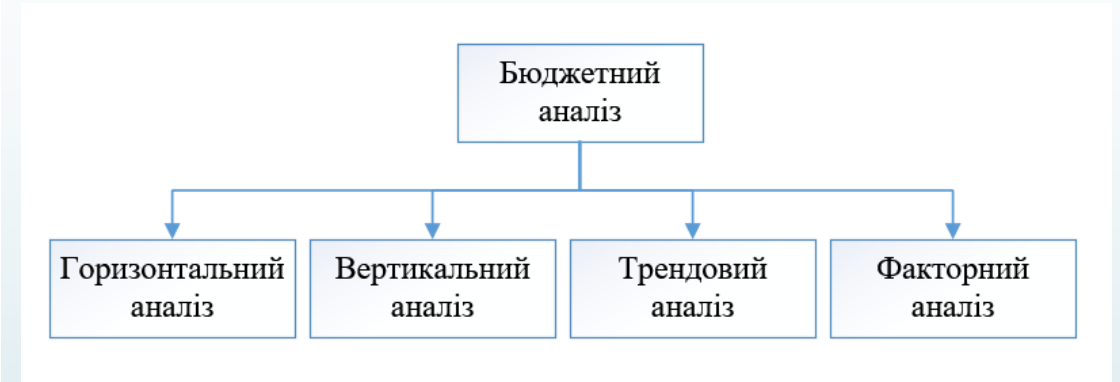 Бюджетний
аналіз
Горизонтальний
аналіз
Вертикальний
аналіз
Трендовий
аналіз
Факторний
аналіз